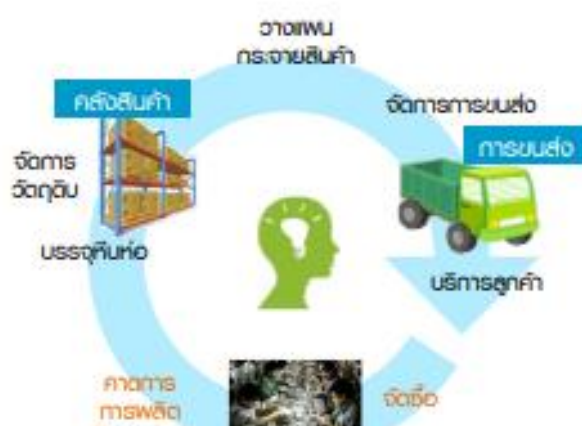 วางแผน
กระจายสินค้า
คลังสินค้า
จัดการการขนส่ง
การขนส่ง
จัดการ
วัตถุดิบ
บรรจุหีบห่อ
บริการลูกค้า
คาดการ
การผลิต
จัดซื้อ